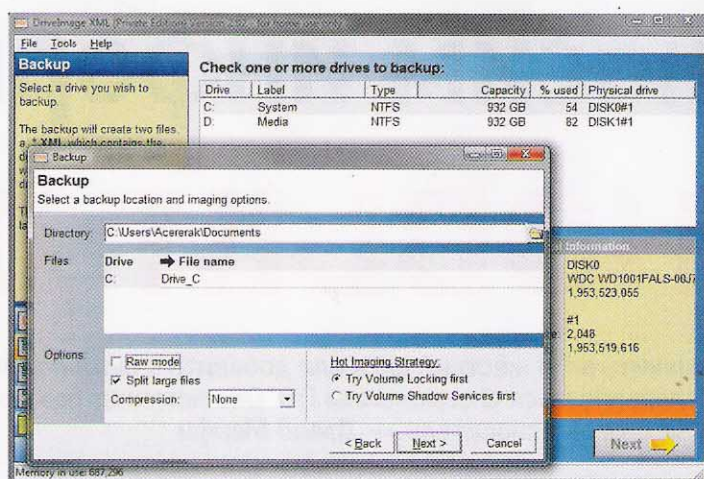 DriveImage XML (Private Edition) version 2.07 for home use only
File Tools Help
Backup
Select a drive you wish to
backup.
The backup will create two files,
a *.XML which contains the
Check one or more drives to backup:
Drive Label Type Capacity % used Physical drive
C: System NTFS 932 GB 54 DISK0#1
D: Media NTFS 932 GB 82 DISK1#1
Backup
Backup
Select a backup location and imaging options.
Directory: C:\Users\Acererak\Documents
Files: Drive File name
C: Drive_C
Options: Raw mode
Split large files
Compression: None
Hot Imaging Strategy:
Try Volume Locking first
Try Volume Shadow Services first
< Back Next > Cancel
Information
DISK0
WDC WD1001FALS-00J7
1,953,523,055
#1
2,048
1,953,519,616
Next
Memory in use: 687,296